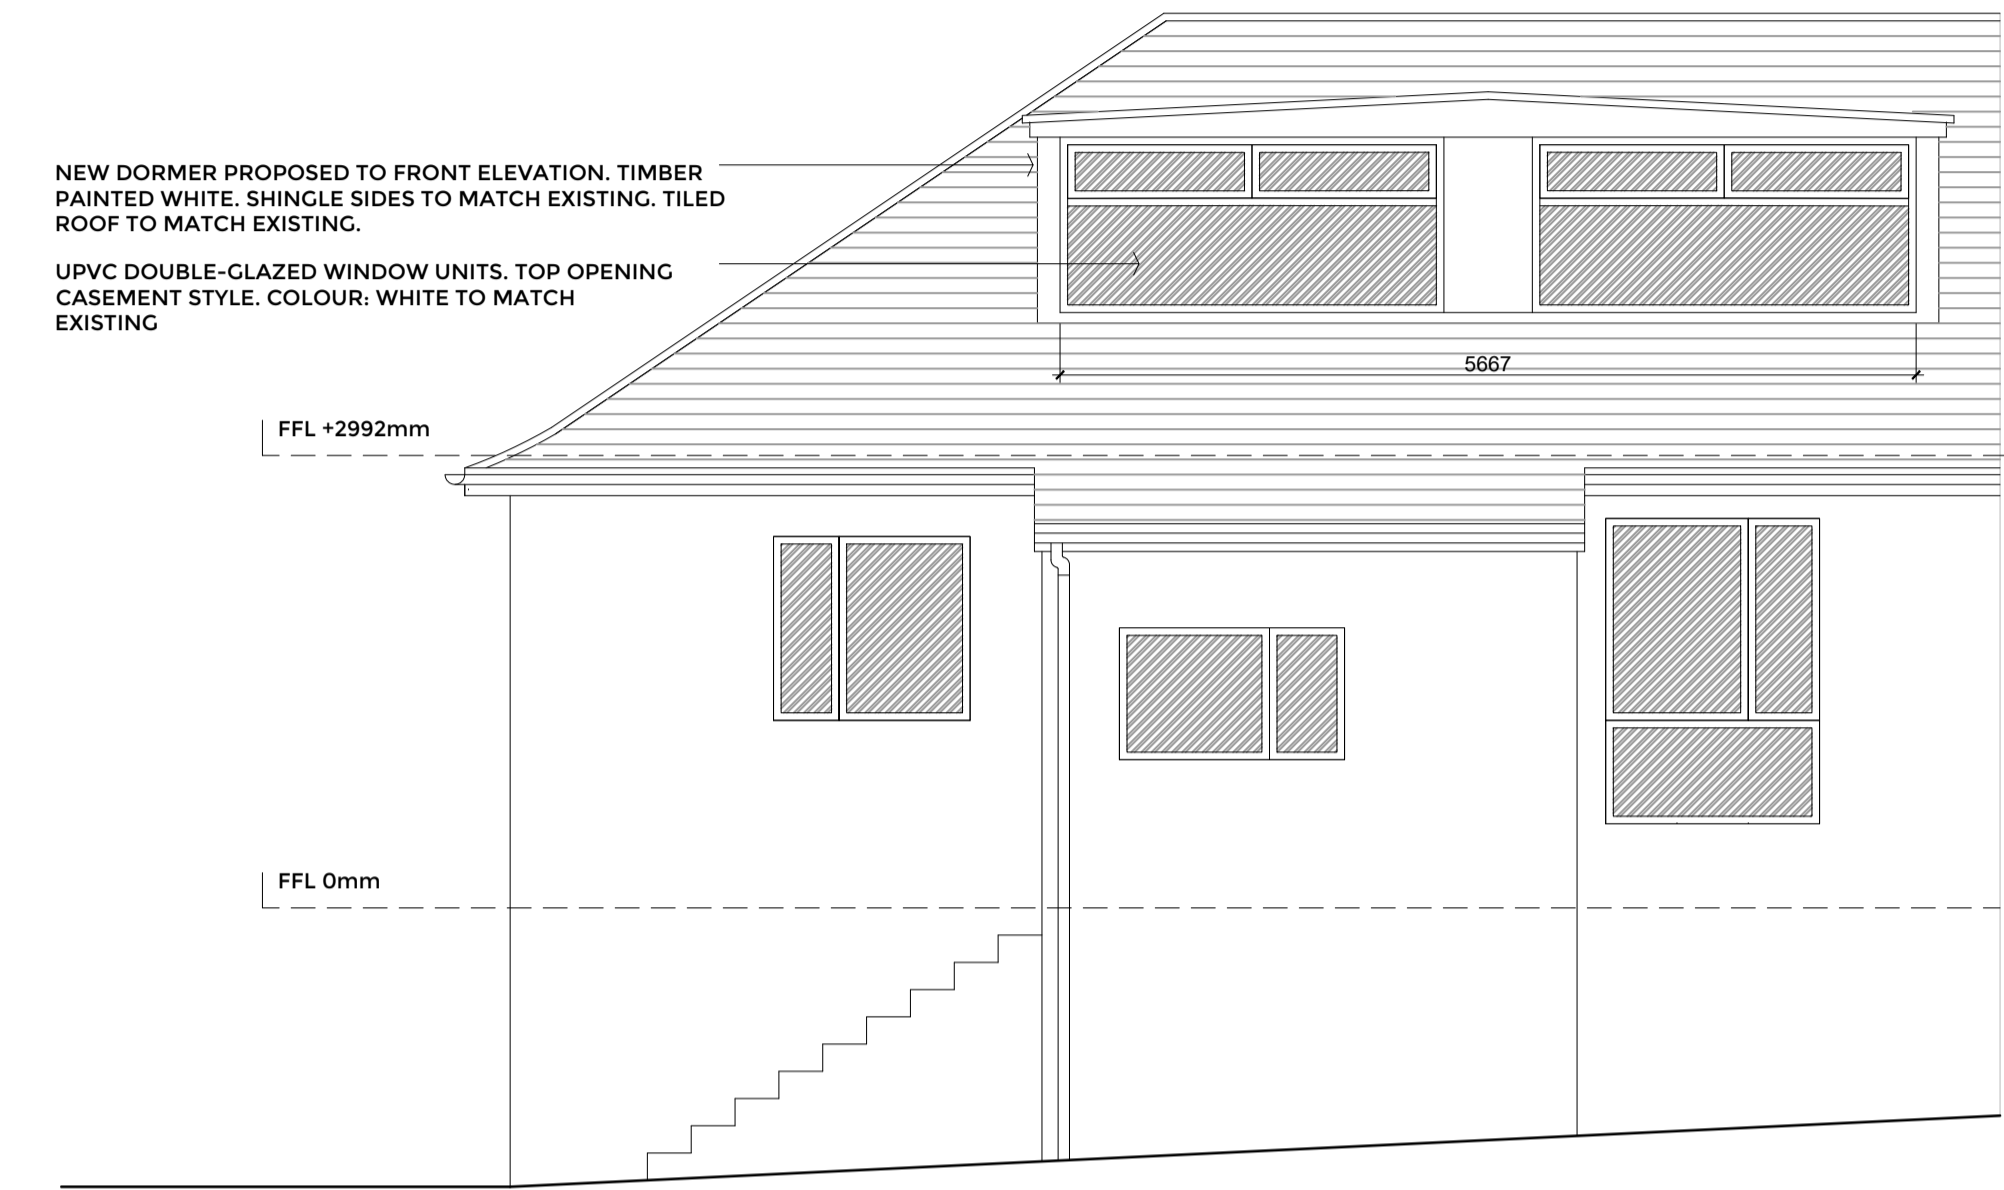 NEW DORMER PROPOSED TO FRONT ELEVATION. TIMBER
PAINTED WHITE. SHINGLE SIDES TO MATCH EXISTING. TILED
ROOF TO MATCH EXISTING.
UPVC DOUBLE-GLAZED WINDOW UNITS. TOP OPENING
CASEMENT STYLE. COLOUR: WHITE TO MATCH
EXISTING
5667
FFL +2992mm
FFL 0mm